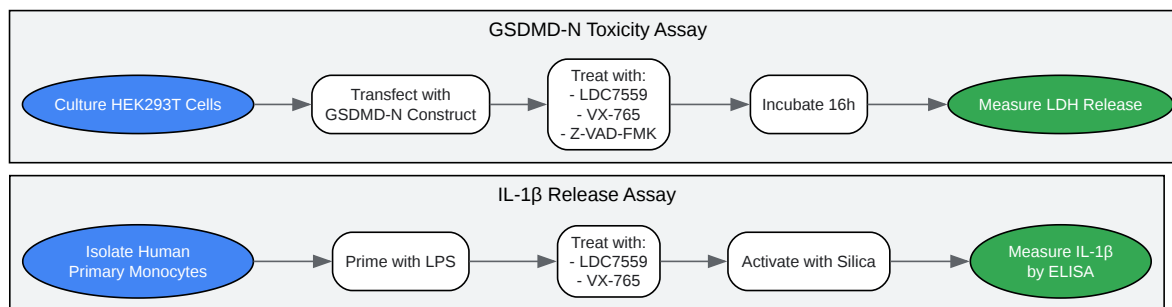 GSDMD-N Toxicity Assay
Culture HEK293T Cells
Transfect with
GSDMD-N Construct
Treat with:
- LDC7559
- VX-765
- Z-VAD-FMK
Incubate 16h
Measure LDH Release
IL-1β Release Assay
Isolate Human
Primary Monocytes
Prime with LPS
Treat with:
- LDC7559
- VX-765
Activate with Silica
Measure IL-1β
by ELISA